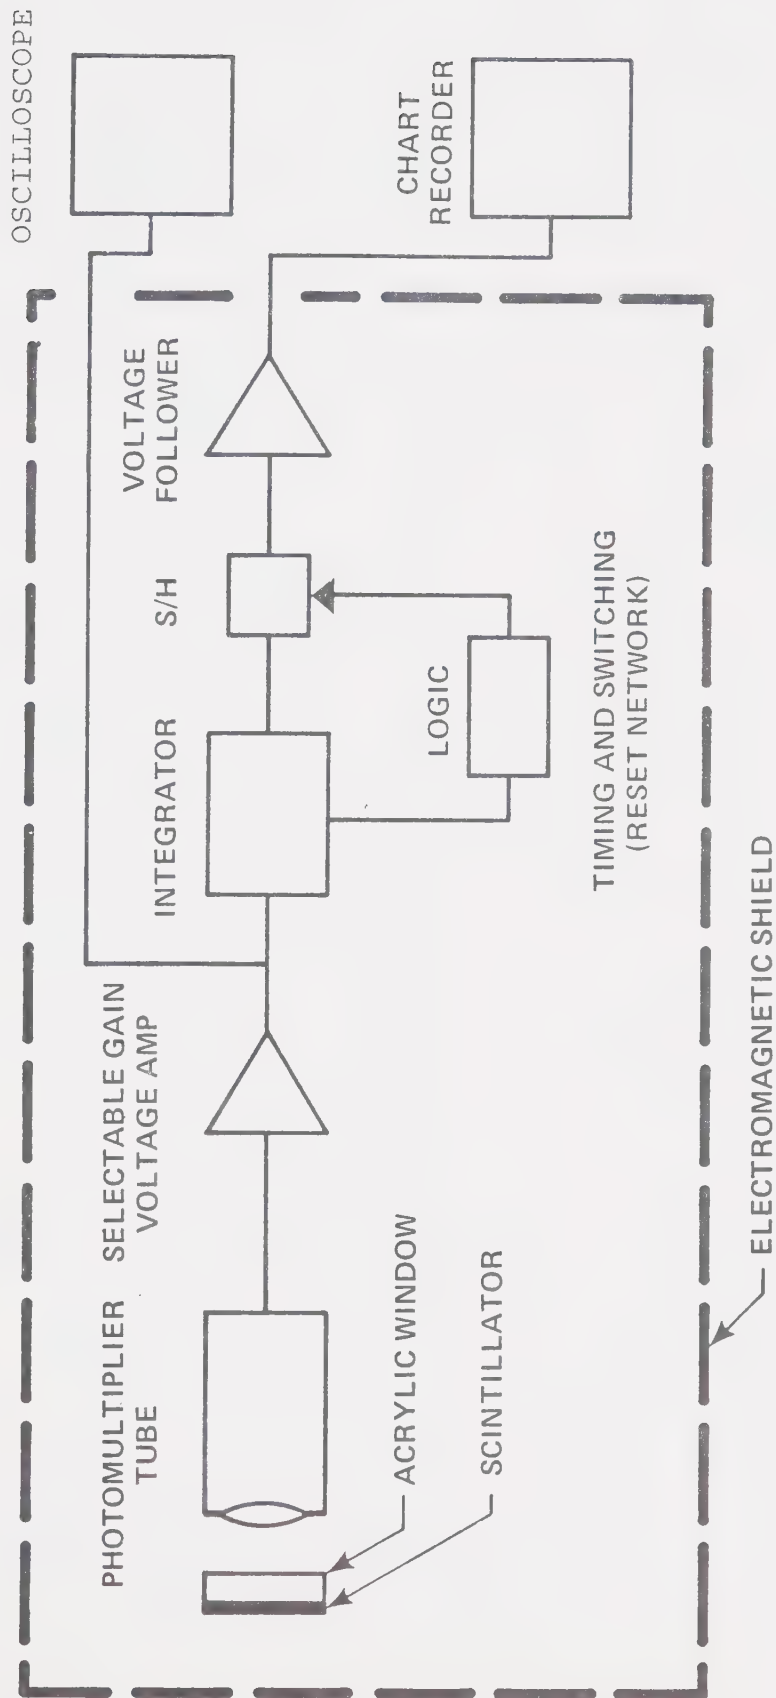 OSCILLOSCOPE
CHART
RECORDER
VOLTAGE
FOLLOWER
S/H
INTEGRATOR
LOGIC
TIMING AND SWITCHING
(RESET NETWORK)
SELECTABLE GAIN
VOLTAGE AMP
PHOTOMULTIPLIER
TUBE
ACRYLIC WINDOW
SCINTILLATOR
ELECTROMAGNETIC SHIELD